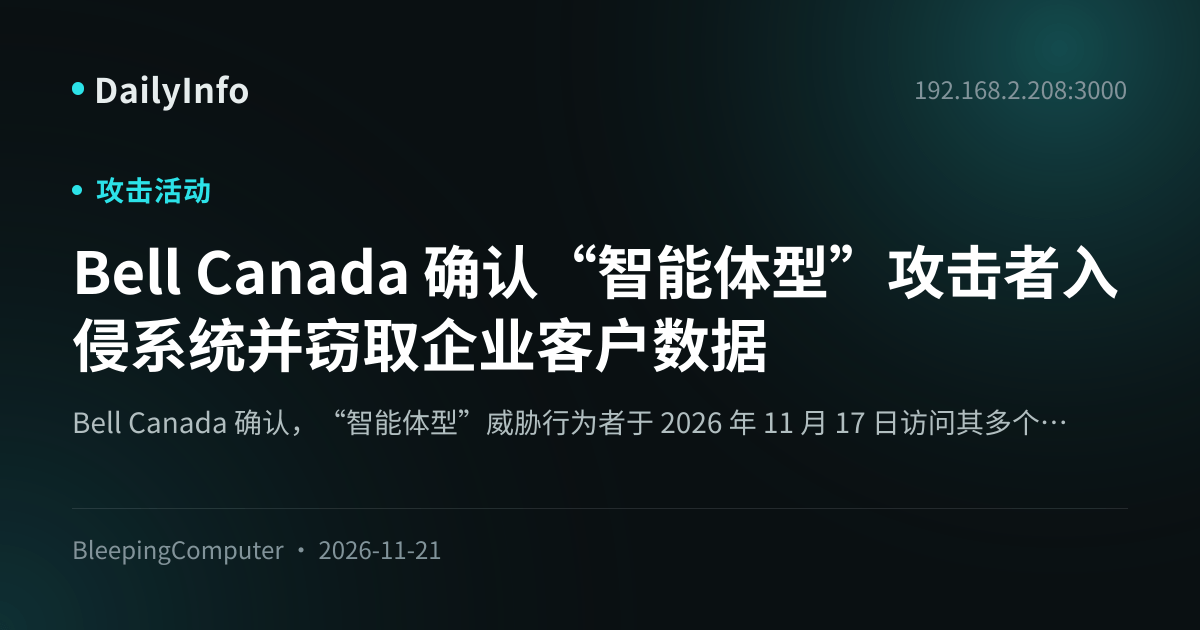 DailyInfo
192.168.2.208:3000
攻击活动
Bell Canada 确认“智能体型”攻击者入
侵系统并窃取企业客户数据
Bell Canada 确认，“智能体型”威胁行为者于 2026 年 11 月 17 日访问其多个…
BleepingComputer · 2026-11-21